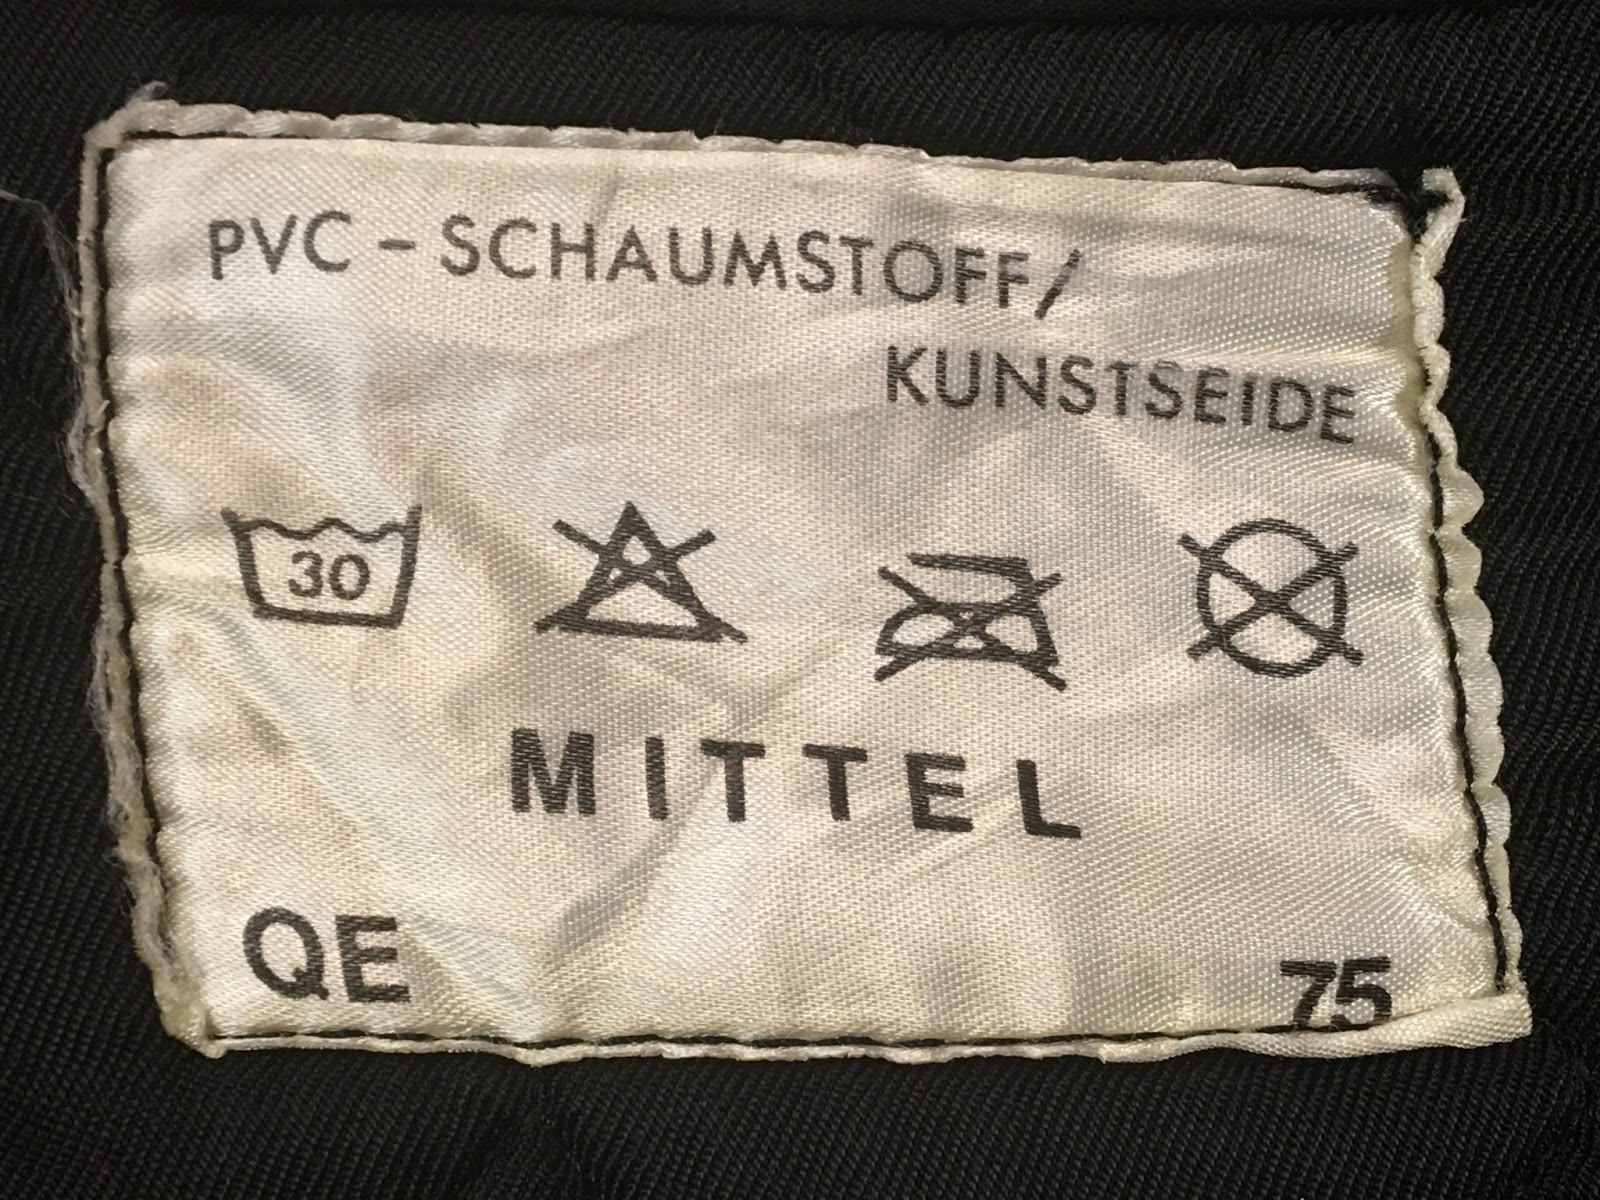 PVC - SCHAUMSTOFF/
KUNSTSEIDE
30
MITTEL
QE 75